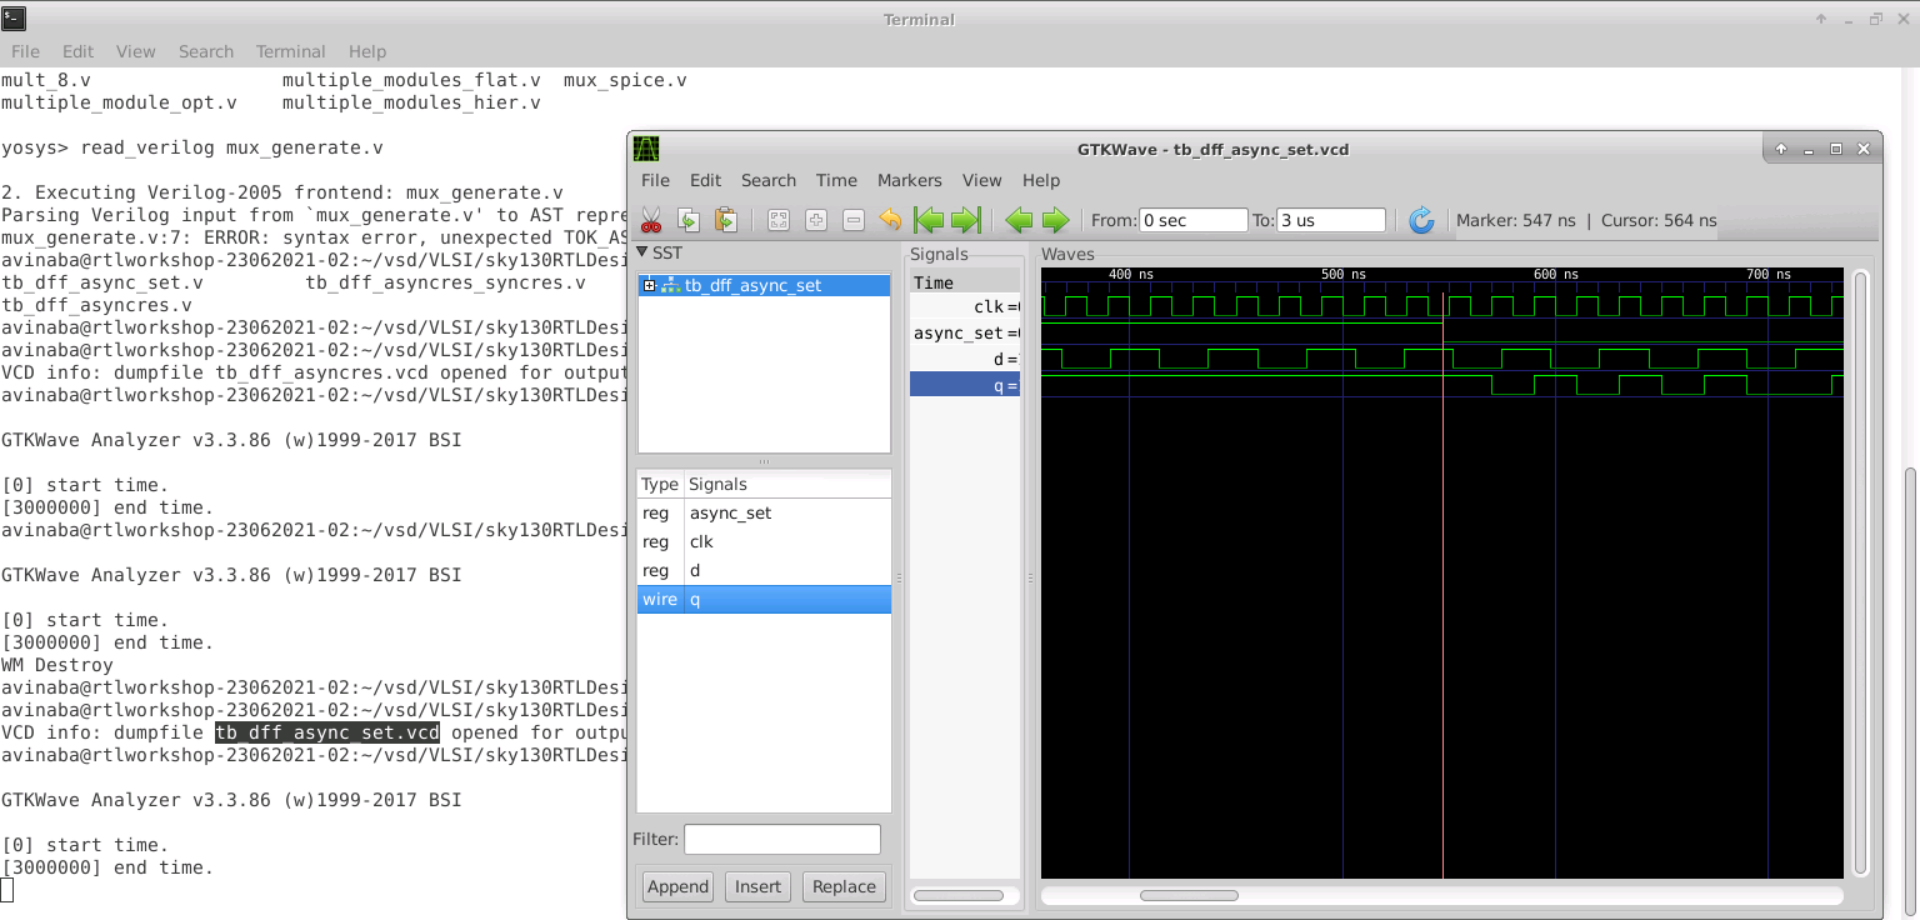 Terminal
File Edit View Search Terminal Help
mult_8.v multiple_modules_flat.v mux_spice.v
multiple_module_opt.v multiple_modules_hier.v
yosys> read_verilog mux_generate.v
2. Executing Verilog-2005 frontend: mux_generate.v
Parsing Verilog input from `mux_generate.v' to AST repre
mux_generate.v:7: ERROR: syntax error, unexpected TOK_AS
avinaba@rtlworkshop-23062021-02:~/vsd/VLSI/sky130RTLDesi
tb_dff_async_set.v tb_dff_asyncres_syncres.v
tb_dff_asyncres.v
avinaba@rtlworkshop-23062021-02:~/vsd/VLSI/sky130RTLDesi
avinaba@rtlworkshop-23062021-02:~/vsd/VLSI/sky130RTLDesi
VCD info: dumpfile tb_dff_asyncres.vcd opened for output
avinaba@rtlworkshop-23062021-02:~/vsd/VLSI/sky130RTLDesi
GTKWave Analyzer v3.3.86 (w)1999-2017 BSI
[0] start time.
[3000000] end time.
avinaba@rtlworkshop-23062021-02:~/vsd/VLSI/sky130RTLDesi
GTKWave Analyzer v3.3.86 (w)1999-2017 BSI
[0] start time.
[3000000] end time.
WM Destroy
avinaba@rtlworkshop-23062021-02:~/vsd/VLSI/sky130RTLDesi
avinaba@rtlworkshop-23062021-02:~/vsd/VLSI/sky130RTLDesi
VCD info: dumpfile tb_dff_async_set.vcd opened for outpu
avinaba@rtlworkshop-23062021-02:~/vsd/VLSI/sky130RTLDesi
GTKWave Analyzer v3.3.86 (w)1999-2017 BSI
[0] start time.
[3000000] end time.
GTKWave - tb_dff_async_set.vcd
File Edit Search Time Markers View Help
From: 0 sec To: 3 us Marker: 547 ns | Cursor: 564 ns
SST
tb_dff_async_set
Type Signals
reg async_set
reg clk
reg d
wire q
Filter:
Append Insert Replace
Signals
Time
clk =
async_set =
d =
q =
Waves
400 ns 500 ns 600 ns 700 ns